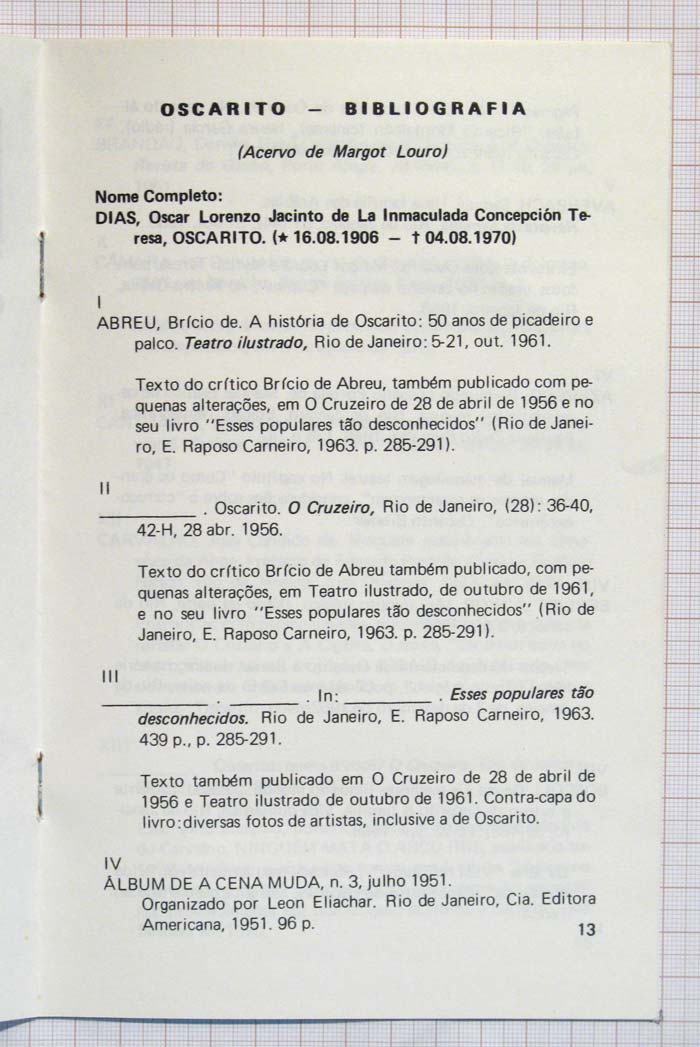 OSCARITO — BIBLIOGRAFIA
(Acervo de Margot Louro)
Nome Completo:
DIAS, Oscar Lorenzo Jacinto de La Inmaculada Concepción Te-
resa, OSCARITO. (★ 16.08.1906 — † 04.08.1970)
I
ABREU, Brício de. A história de Oscarito: 50 anos de picadeiro e
palco. Teatro ilustrado, Rio de Janeiro: 5-21, out. 1961.
Texto do crítico Brício de Abreu, também publicado com pe-
quenas alterações, em O Cruzeiro de 28 de abril de 1956 e no
seu livro "Esses populares tão desconhecidos" (Rio de Janei-
ro, E. Raposo Carneiro, 1963. p. 285-291).
II
__________ . Oscarito. O Cruzeiro, Rio de Janeiro, (28): 36-40,
42-H, 28 abr. 1956.
Texto do crítico Brício de Abreu também publicado, com pe-
quenas alterações, em Teatro ilustrado, de outubro de 1961,
e no seu livro "Esses populares tão desconhecidos" (Rio de
Janeiro, E. Raposo Carneiro, 1963. p. 285-291).
III
__________ . _________ . In: _________ . Esses populares tão
desconhecidos. Rio de Janeiro, E. Raposo Carneiro, 1963.
439 p., p. 285-291.
Texto também publicado em O Cruzeiro de 28 de abril de
1956 e Teatro ilustrado de outubro de 1961. Contra-capa do
livro: diversas fotos de artistas, inclusive a de Oscarito.
IV
ÁLBUM DE A CENA MUDA, n. 3, julho 1951.
Organizado por Leon Eliachar. Rio de Janeiro, Cia. Editora
Americana, 1951. 96 p.
13